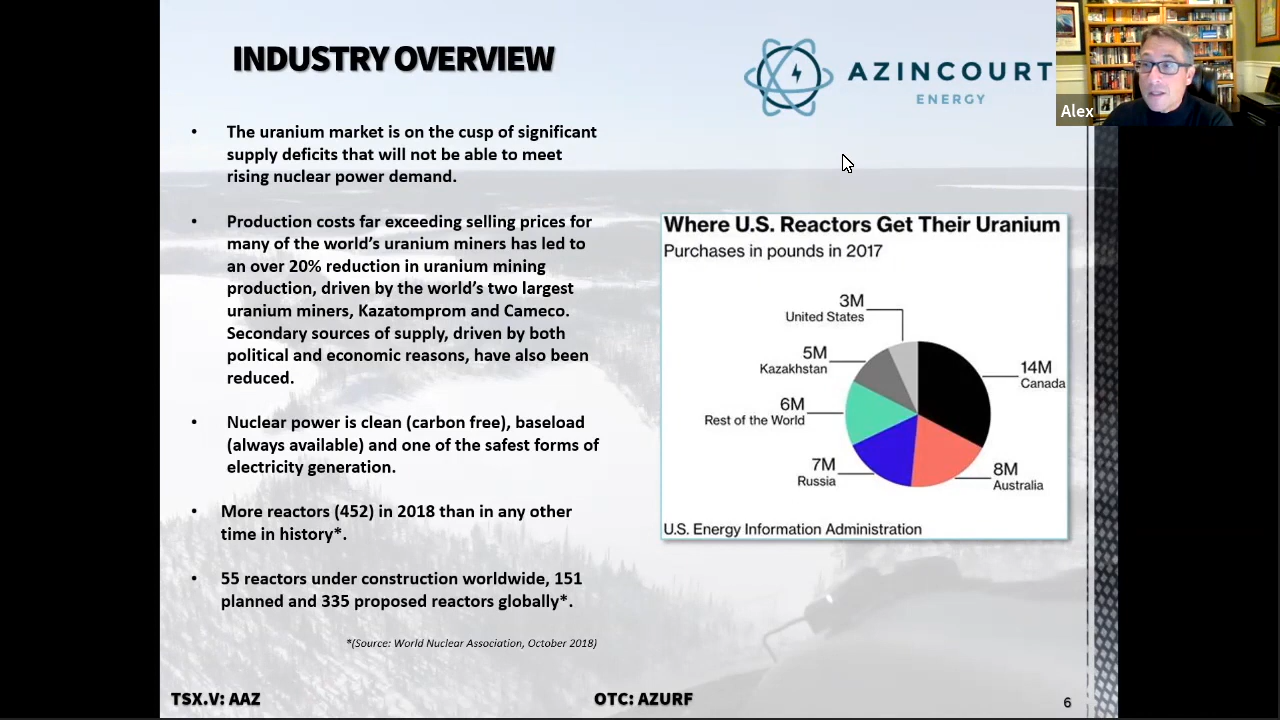 INDUSTRY OVERVIEW
AZINCOURT
ENERGY
Alex
• The uranium market is on the cusp of significant
supply deficits that will not be able to meet
rising nuclear power demand.
• Production costs far exceeding selling prices for
many of the world's uranium miners has led to
an over 20% reduction in uranium mining
production, driven by the world's two largest
uranium miners, Kazatomprom and Cameco.
Secondary sources of supply, driven by both
political and economic reasons, have also been
reduced.
• Nuclear power is clean (carbon free), baseload
(always available) and one of the safest forms of
electricity generation.
• More reactors (452) in 2018 than in any other
time in history*.
• 55 reactors under construction worldwide, 151
planned and 335 proposed reactors globally*.
*(Source: World Nuclear Association, October 2018)
Where U.S. Reactors Get Their Uranium
Purchases in pounds in 2017
3M
United States
5M
Kazakhstan
14M
Canada
6M
Rest of the World
7M
Russia
8M
Australia
U.S. Energy Information Administration
TSX.V: AAZ
OTC: AZURF
6